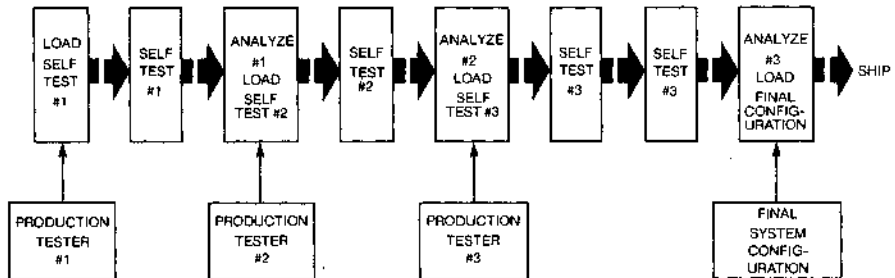 LOAD
SELF
TEST
#1
SELF
TEST
#1
ANALYZE
#1
LOAD
SELF
TEST #2
SELF
TEST
#2
ANALYZE
#2
LOAD
SELF
TEST #3
SELF
TEST
#3
SELF
TEST
#3
ANALYZE
#3
LOAD
FINAL
CONFIG-
URATION
SHIP
PRODUCTION
TESTER
#1
PRODUCTION
TESTER
#2
PRODUCTION
TESTER
#3
FINAL
SYSTEM
CONFIG-
URATION